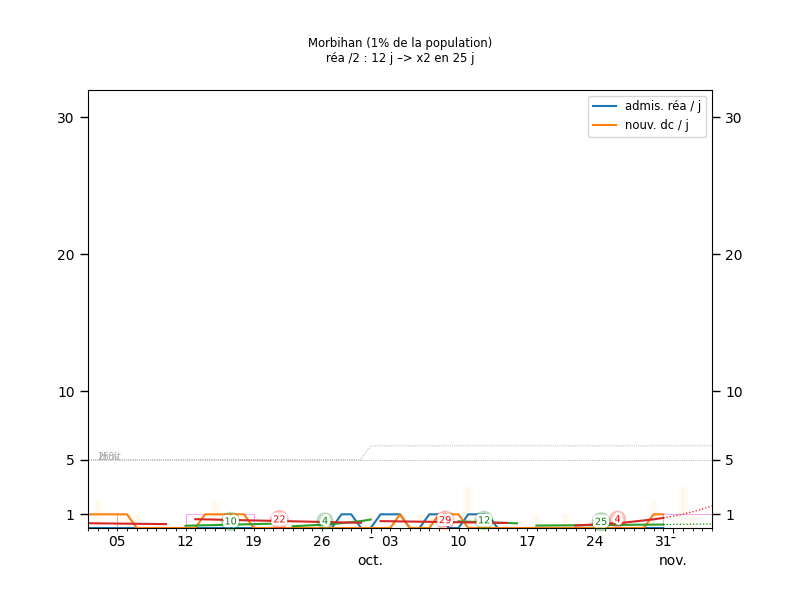 Morbihan (1% de la population)
réa /2 : 12 j –> x2 en 25 j
admis. réa / j
nouv. dc / j
30 30
20 20
10 10
5 5
1 1
10 22 4 29 12 25 4
05 12 19 26 - 03 10 17 24 31-
oct. nov.